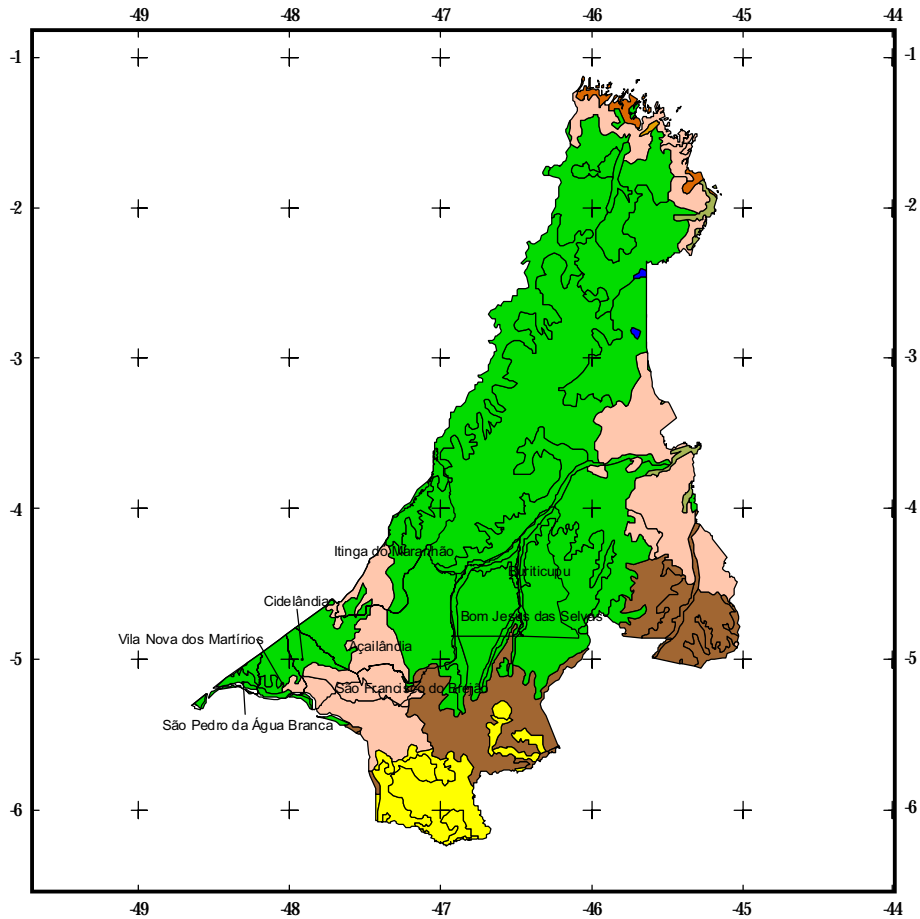 -49 -48 -47 -46 -45 -44
-1 -1
-2 -2
-3 -3
-4 -4
Itinga do Maranhão
Buriticupu
Cidelândia
Bom Jesus das Selvas
Vila Nova dos Martírios
Açailândia
-5 -5
São Francisco do Brejão
São Pedro da Água Branca
-6 -6
-49 -48 -47 -46 -45 -44